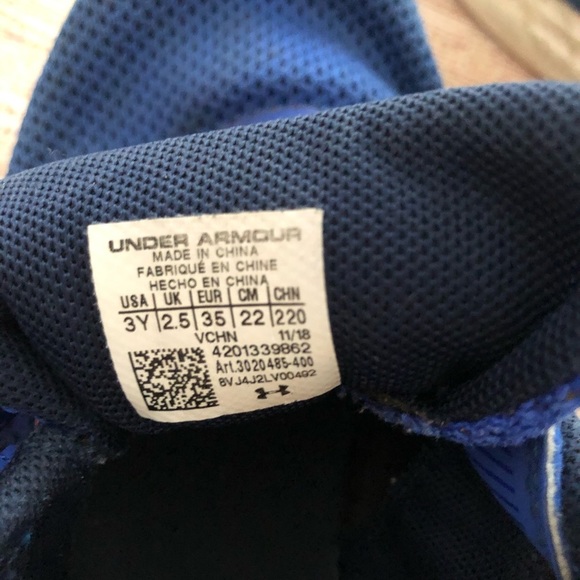 UNDER ARMOUR
MADE IN CHINA
FABRIQUÉ EN CHINE
HECHO EN CHINA
USA UK EUR CM CHN
3Y 2.5 35 22 220
VCHN 11/18
4201339862
Art.3020485-400
BVJ4J2LV00492